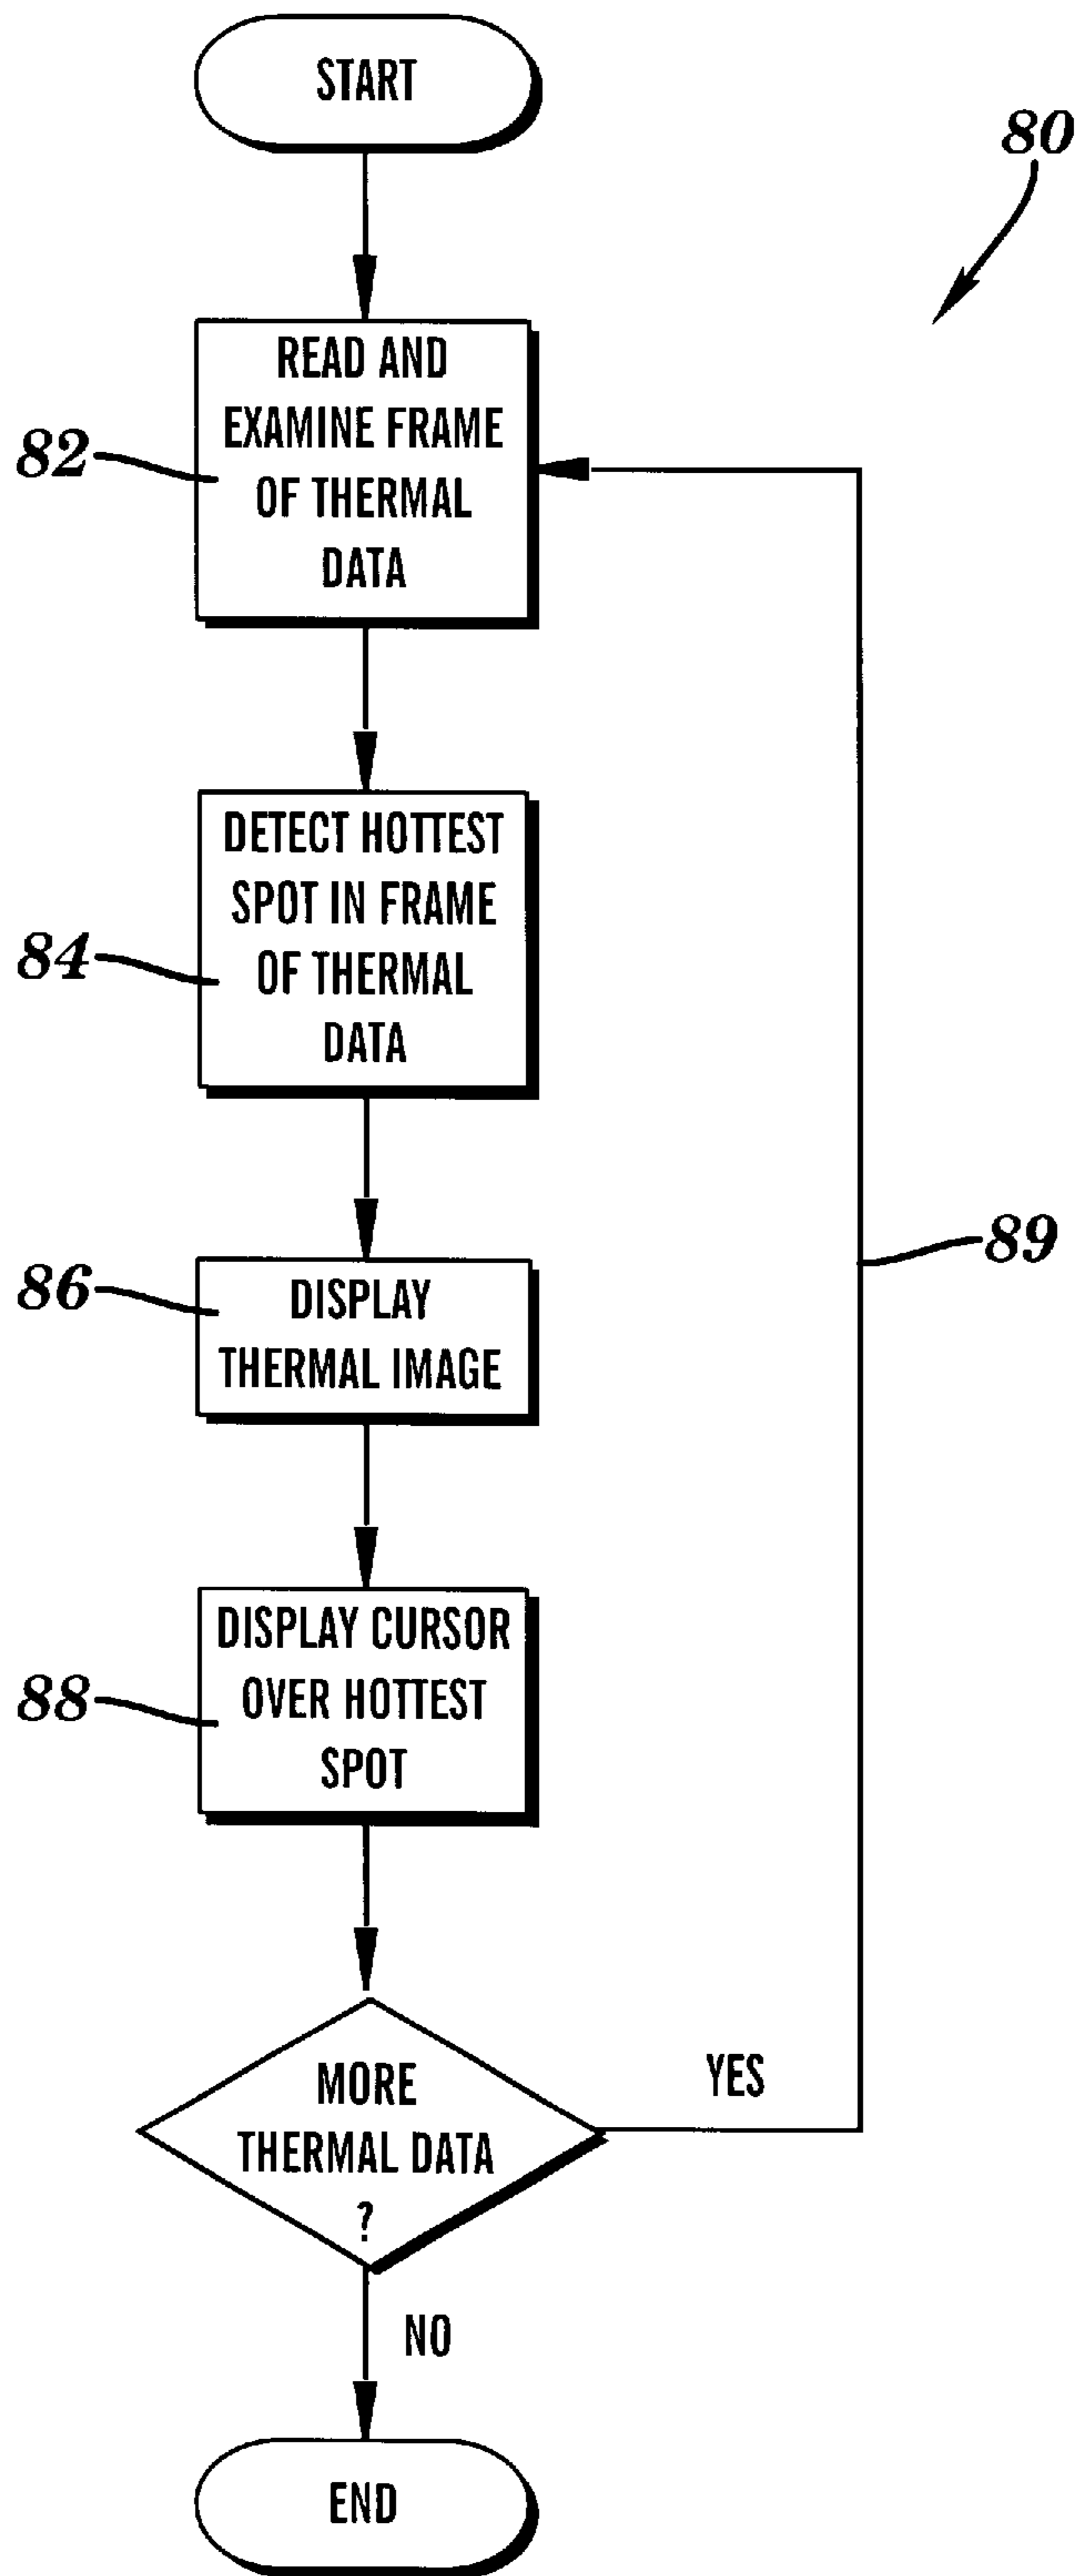 START
80
READ AND
EXAMINE FRAME
OF THERMAL
DATA
82
DETECT HOTTEST
SPOT IN FRAME
OF THERMAL
DATA
84
DISPLAY
THERMAL IMAGE
86
89
DISPLAY CURSOR
OVER HOTTEST
SPOT
88
MORE
THERMAL DATA
?
YES
NO
END